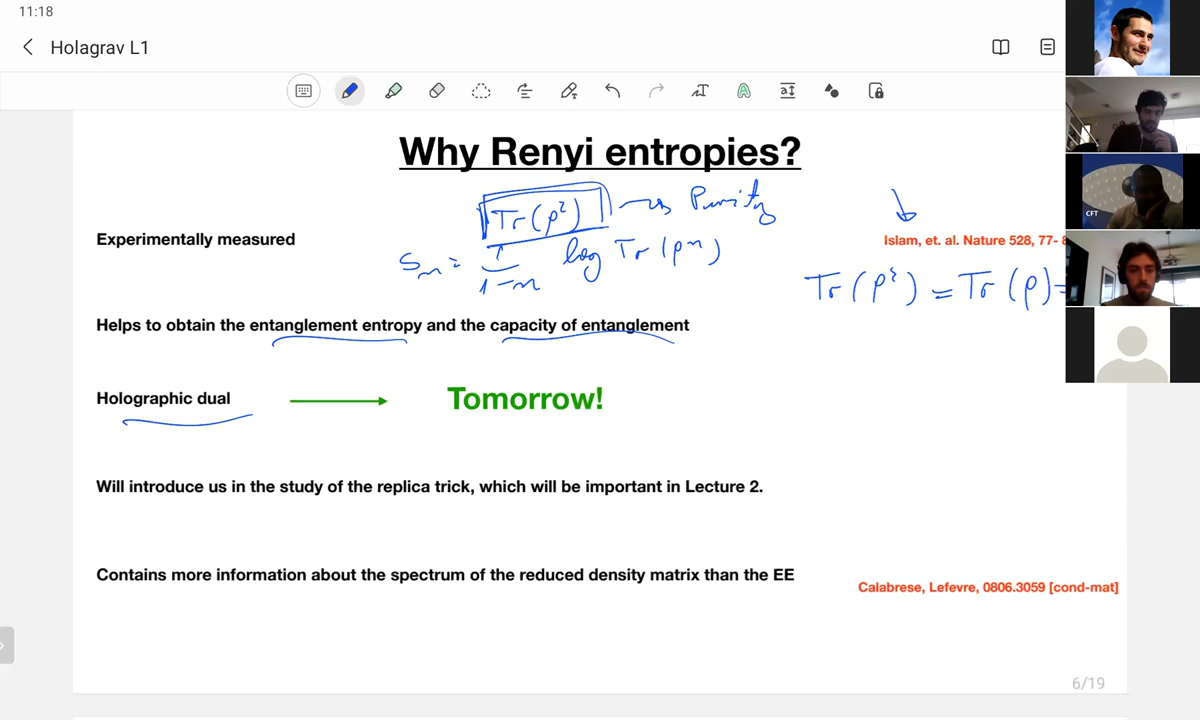 11:18
Holagrav L1
Why Renyi entropies?
Tr(ρ²) → Purity
Experimentally measured
Sₙ = 1/(1-n) log Tr(ρⁿ)
Islam, et. al. Nature 528, 77-
Tr(ρ²) = Tr(ρ) =
Helps to obtain the entanglement entropy and the capacity of entanglement
Holographic dual
Tomorrow!
Will introduce us in the study of the replica trick, which will be important in Lecture 2.
Contains more information about the spectrum of the reduced density matrix than the EE
Calabrese, Lefevre, 0806.3059 [cond-mat]
6/19
CFT